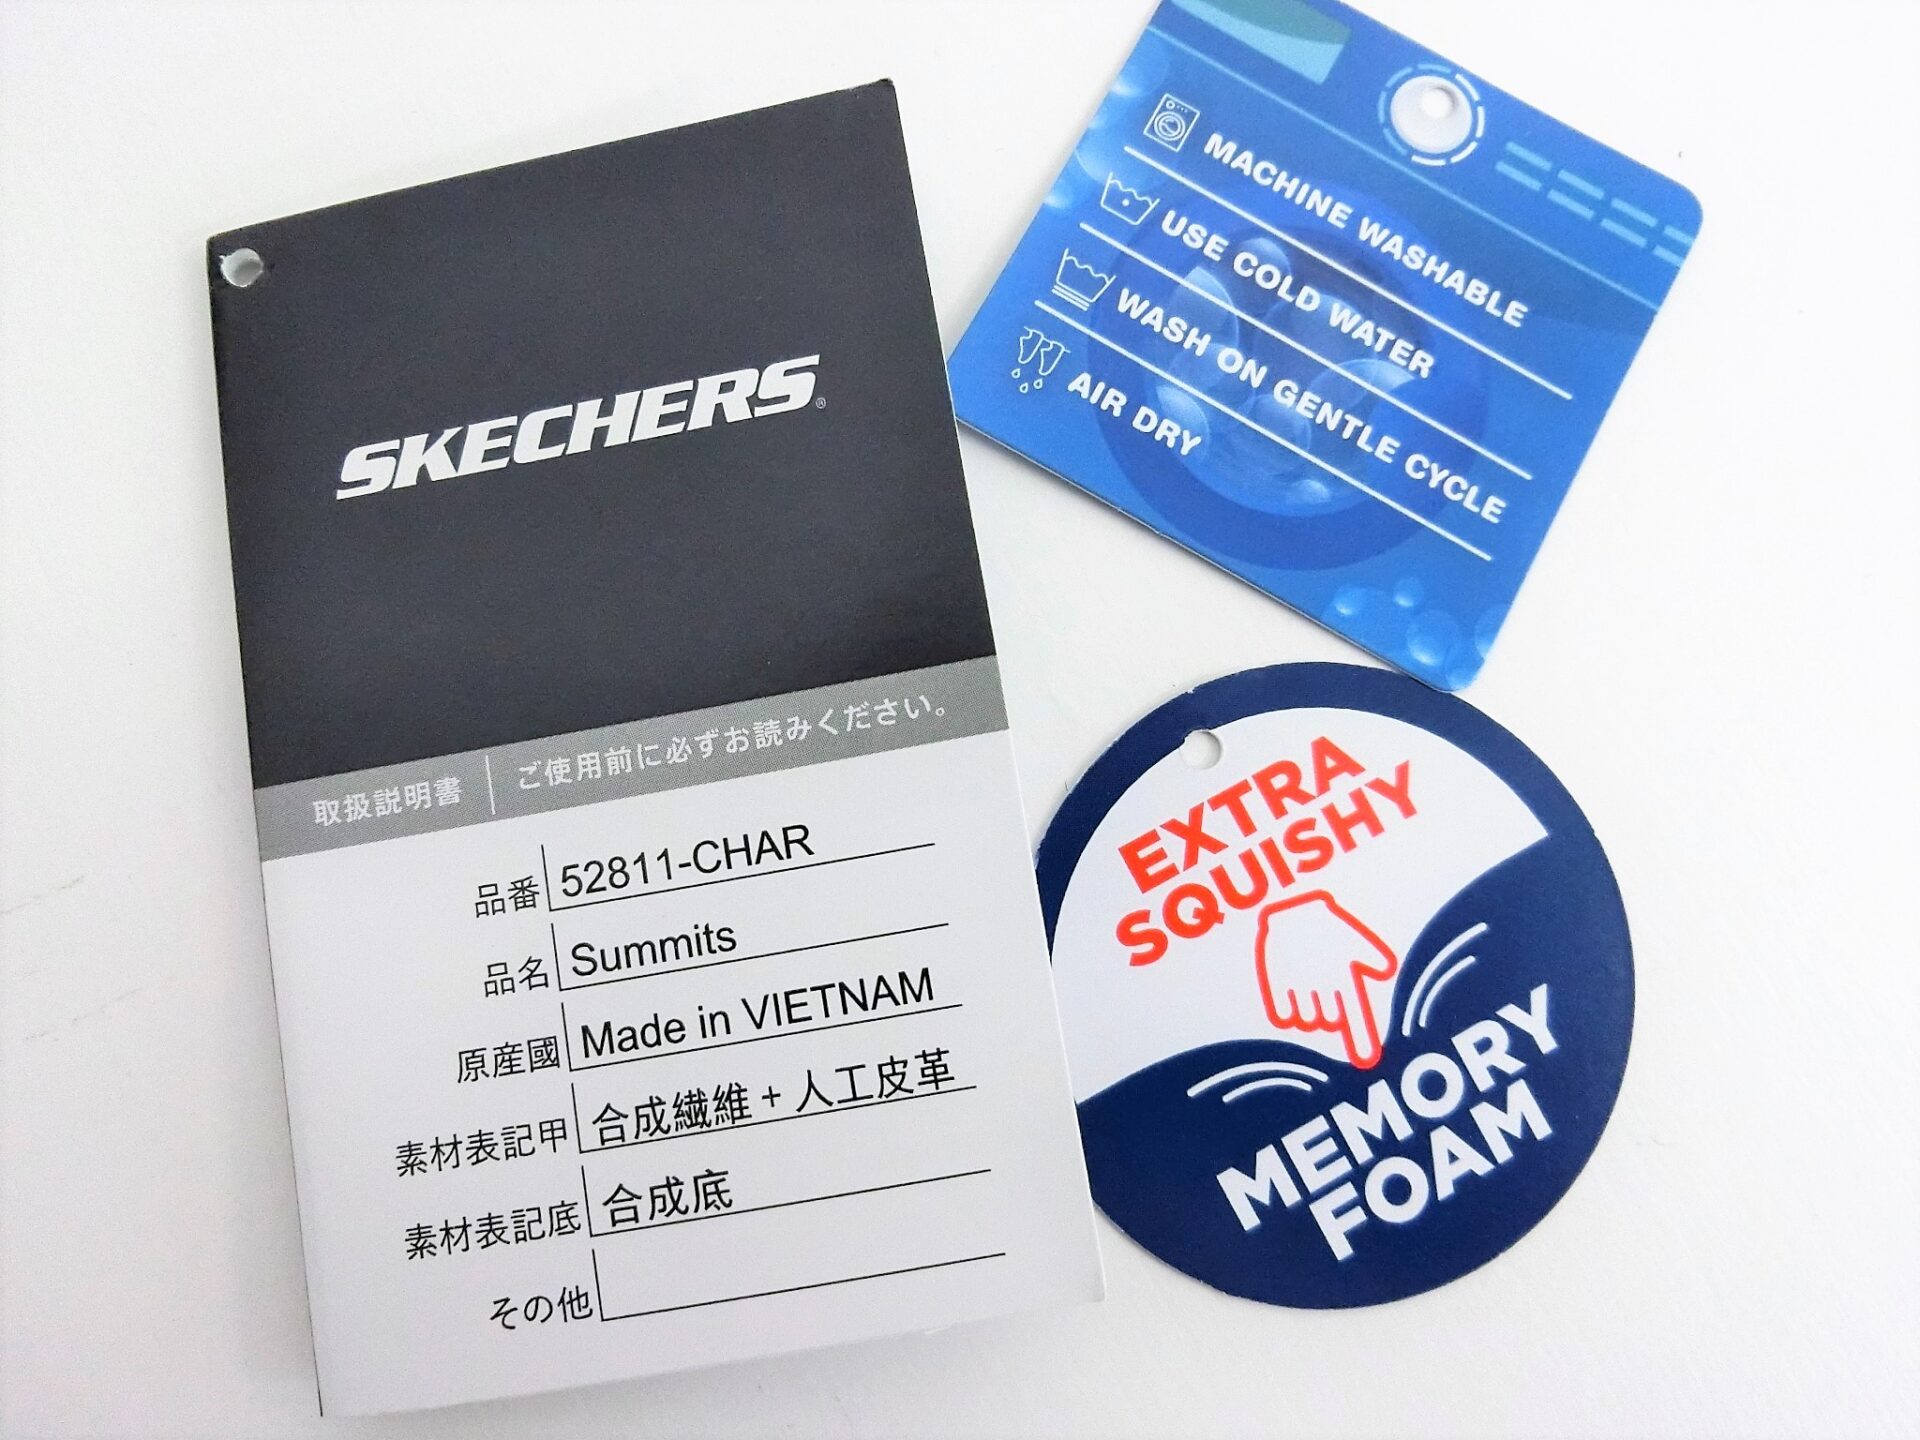 SKECHERS®
取扱説明書 ご使用前に必ずお読みください。
品番 52811-CHAR
品名 Summits
原産國 Made in VIETNAM
素材表記甲 合成繊維 + 人工皮革
素材表記底 合成底
その他
MACHINE WASHABLE
USE COLD WATER
WASH ON GENTLE CYCLE
AIR DRY
EXTRA
SQUISHY
MEMORY
FOAM